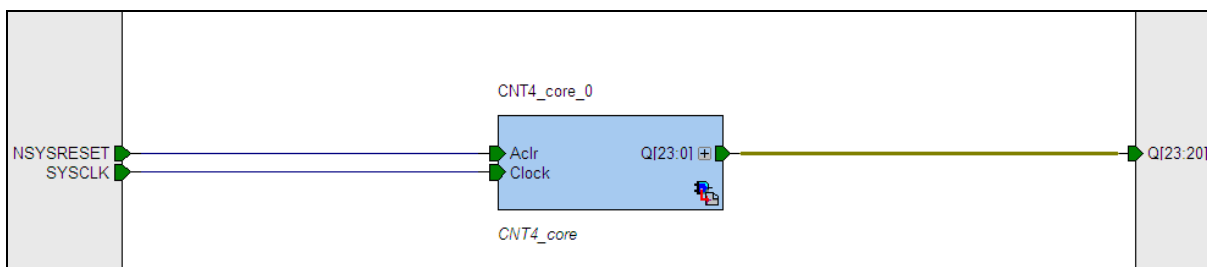 CNT4_core_0
NSYSRESET
Aclr
Q[23:0]
Q[23:20]
SYSCLK
Clock
CNT4_core